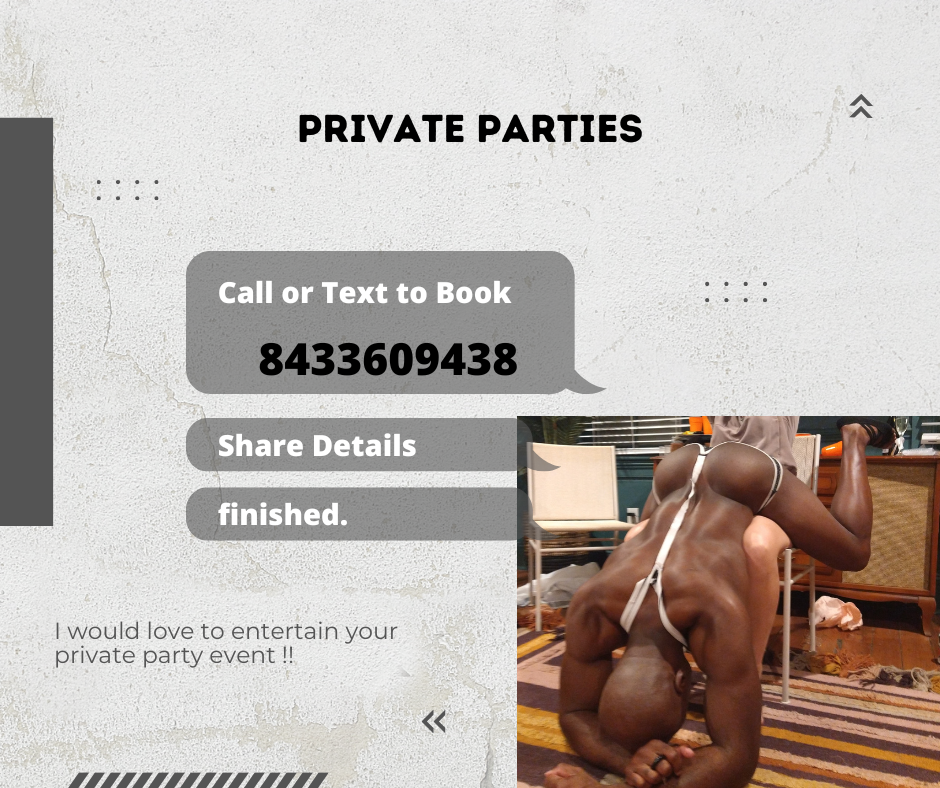 PRIVATE PARTIES
Call or Text to Book
8433609438
Share Details
finished.
I would love to entertain your
private party event !!